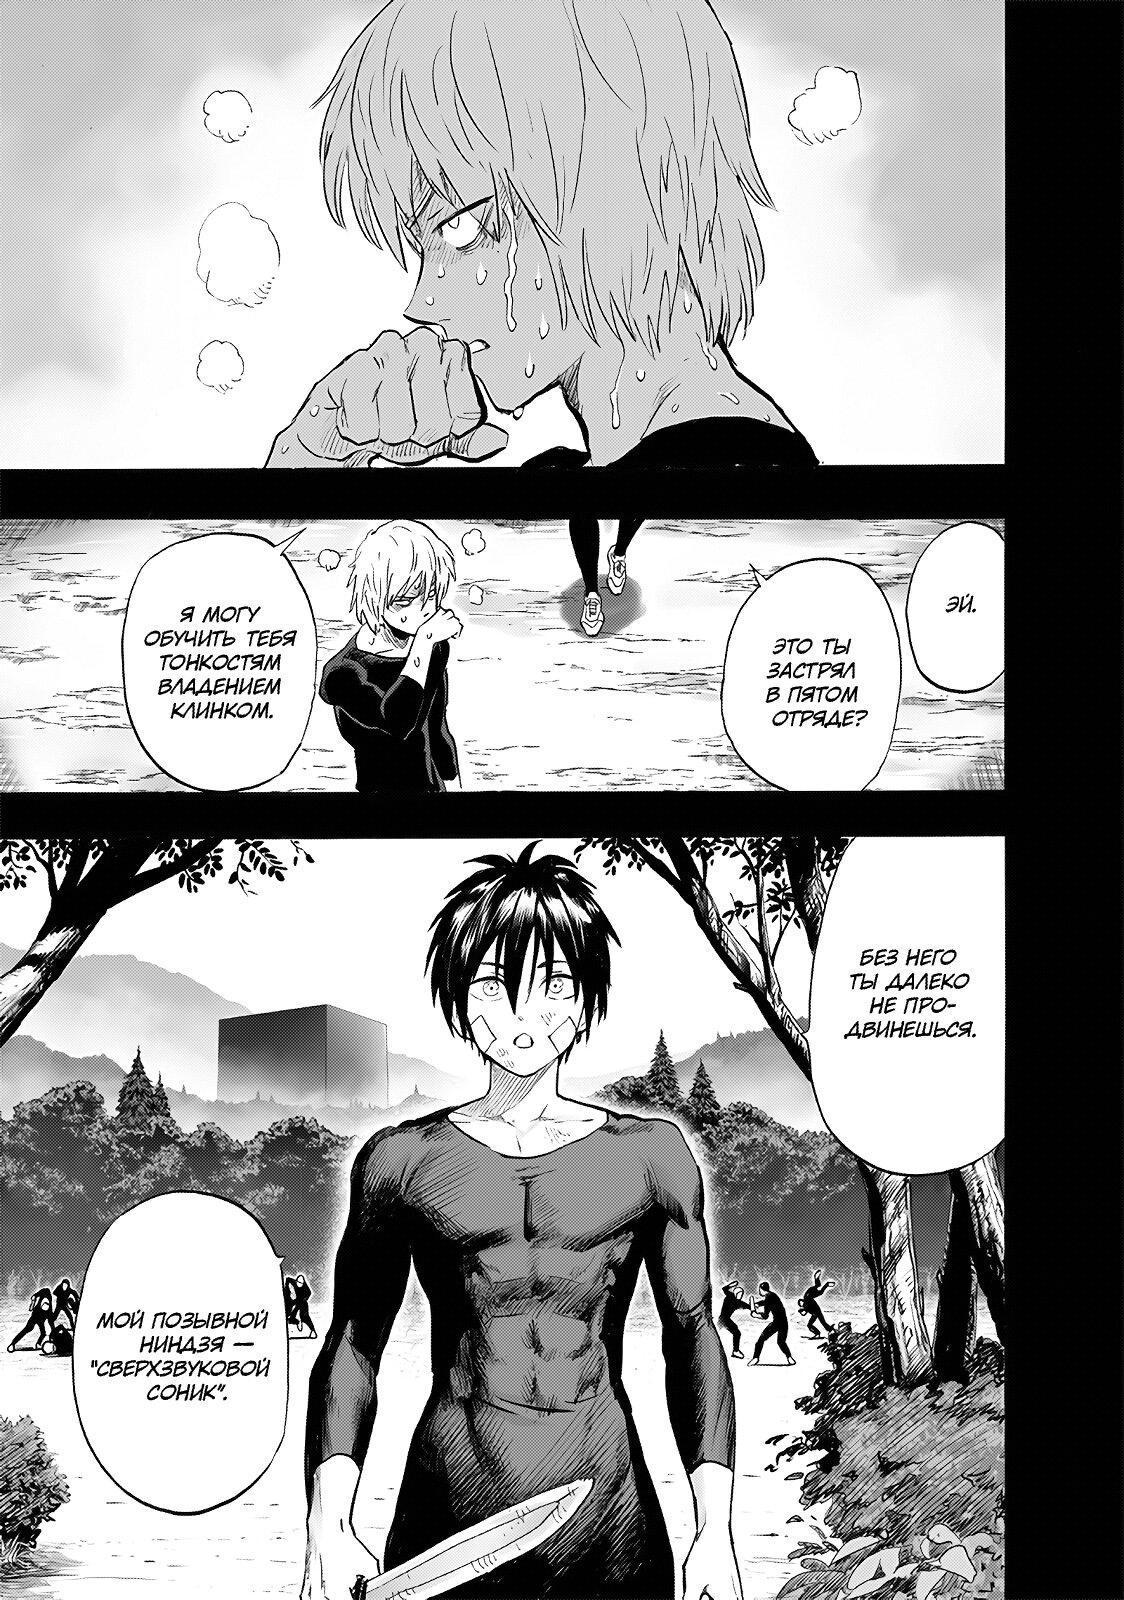 ЭЙ.
ЭТО ТЫ
ЗАСТРЯЛ
В ПЯТОМ
ОТРЯДЕ?
Я МОГУ
ОБУЧИТЬ ТЕБЯ
ТОНКОСТЯМ
ВЛАДЕНИЕМ
КЛИНКОМ.
БЕЗ НЕГО
ТЫ ДАЛЕКО
НЕ ПРО-
ДВИНЕШЬСЯ.
МОЙ ПОЗЫВНОЙ
НИНДЗЯ —
"СВЕРХЗВУКОВОЙ
СОНИК".